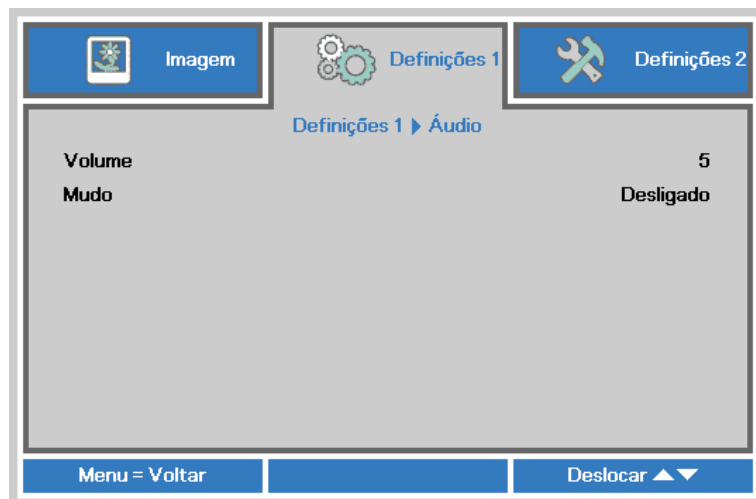 Imagem
Definições 1
Definições 2
Definições 1 ▶ Áudio
Volume 5
Mudo Desligado
Menu = Voltar
Deslocar ▲▼